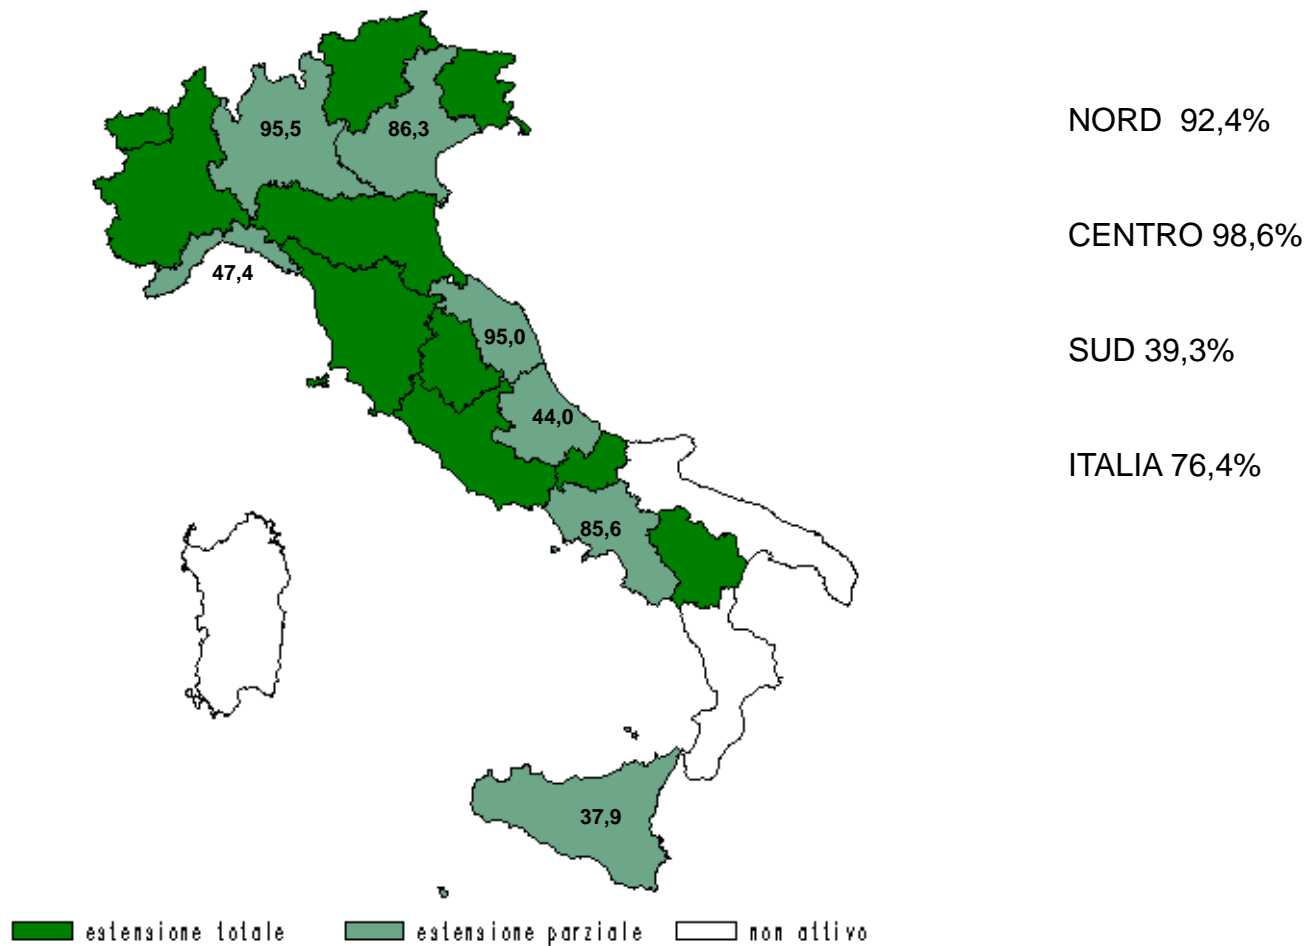 95,5
86,3
NORD 92,4%
CENTRO 98,6%
47,4
95,0
SUD 39,3%
44,0
ITALIA 76,4%
85,6
37,9
estensione totale
estensione parziale
non attivo